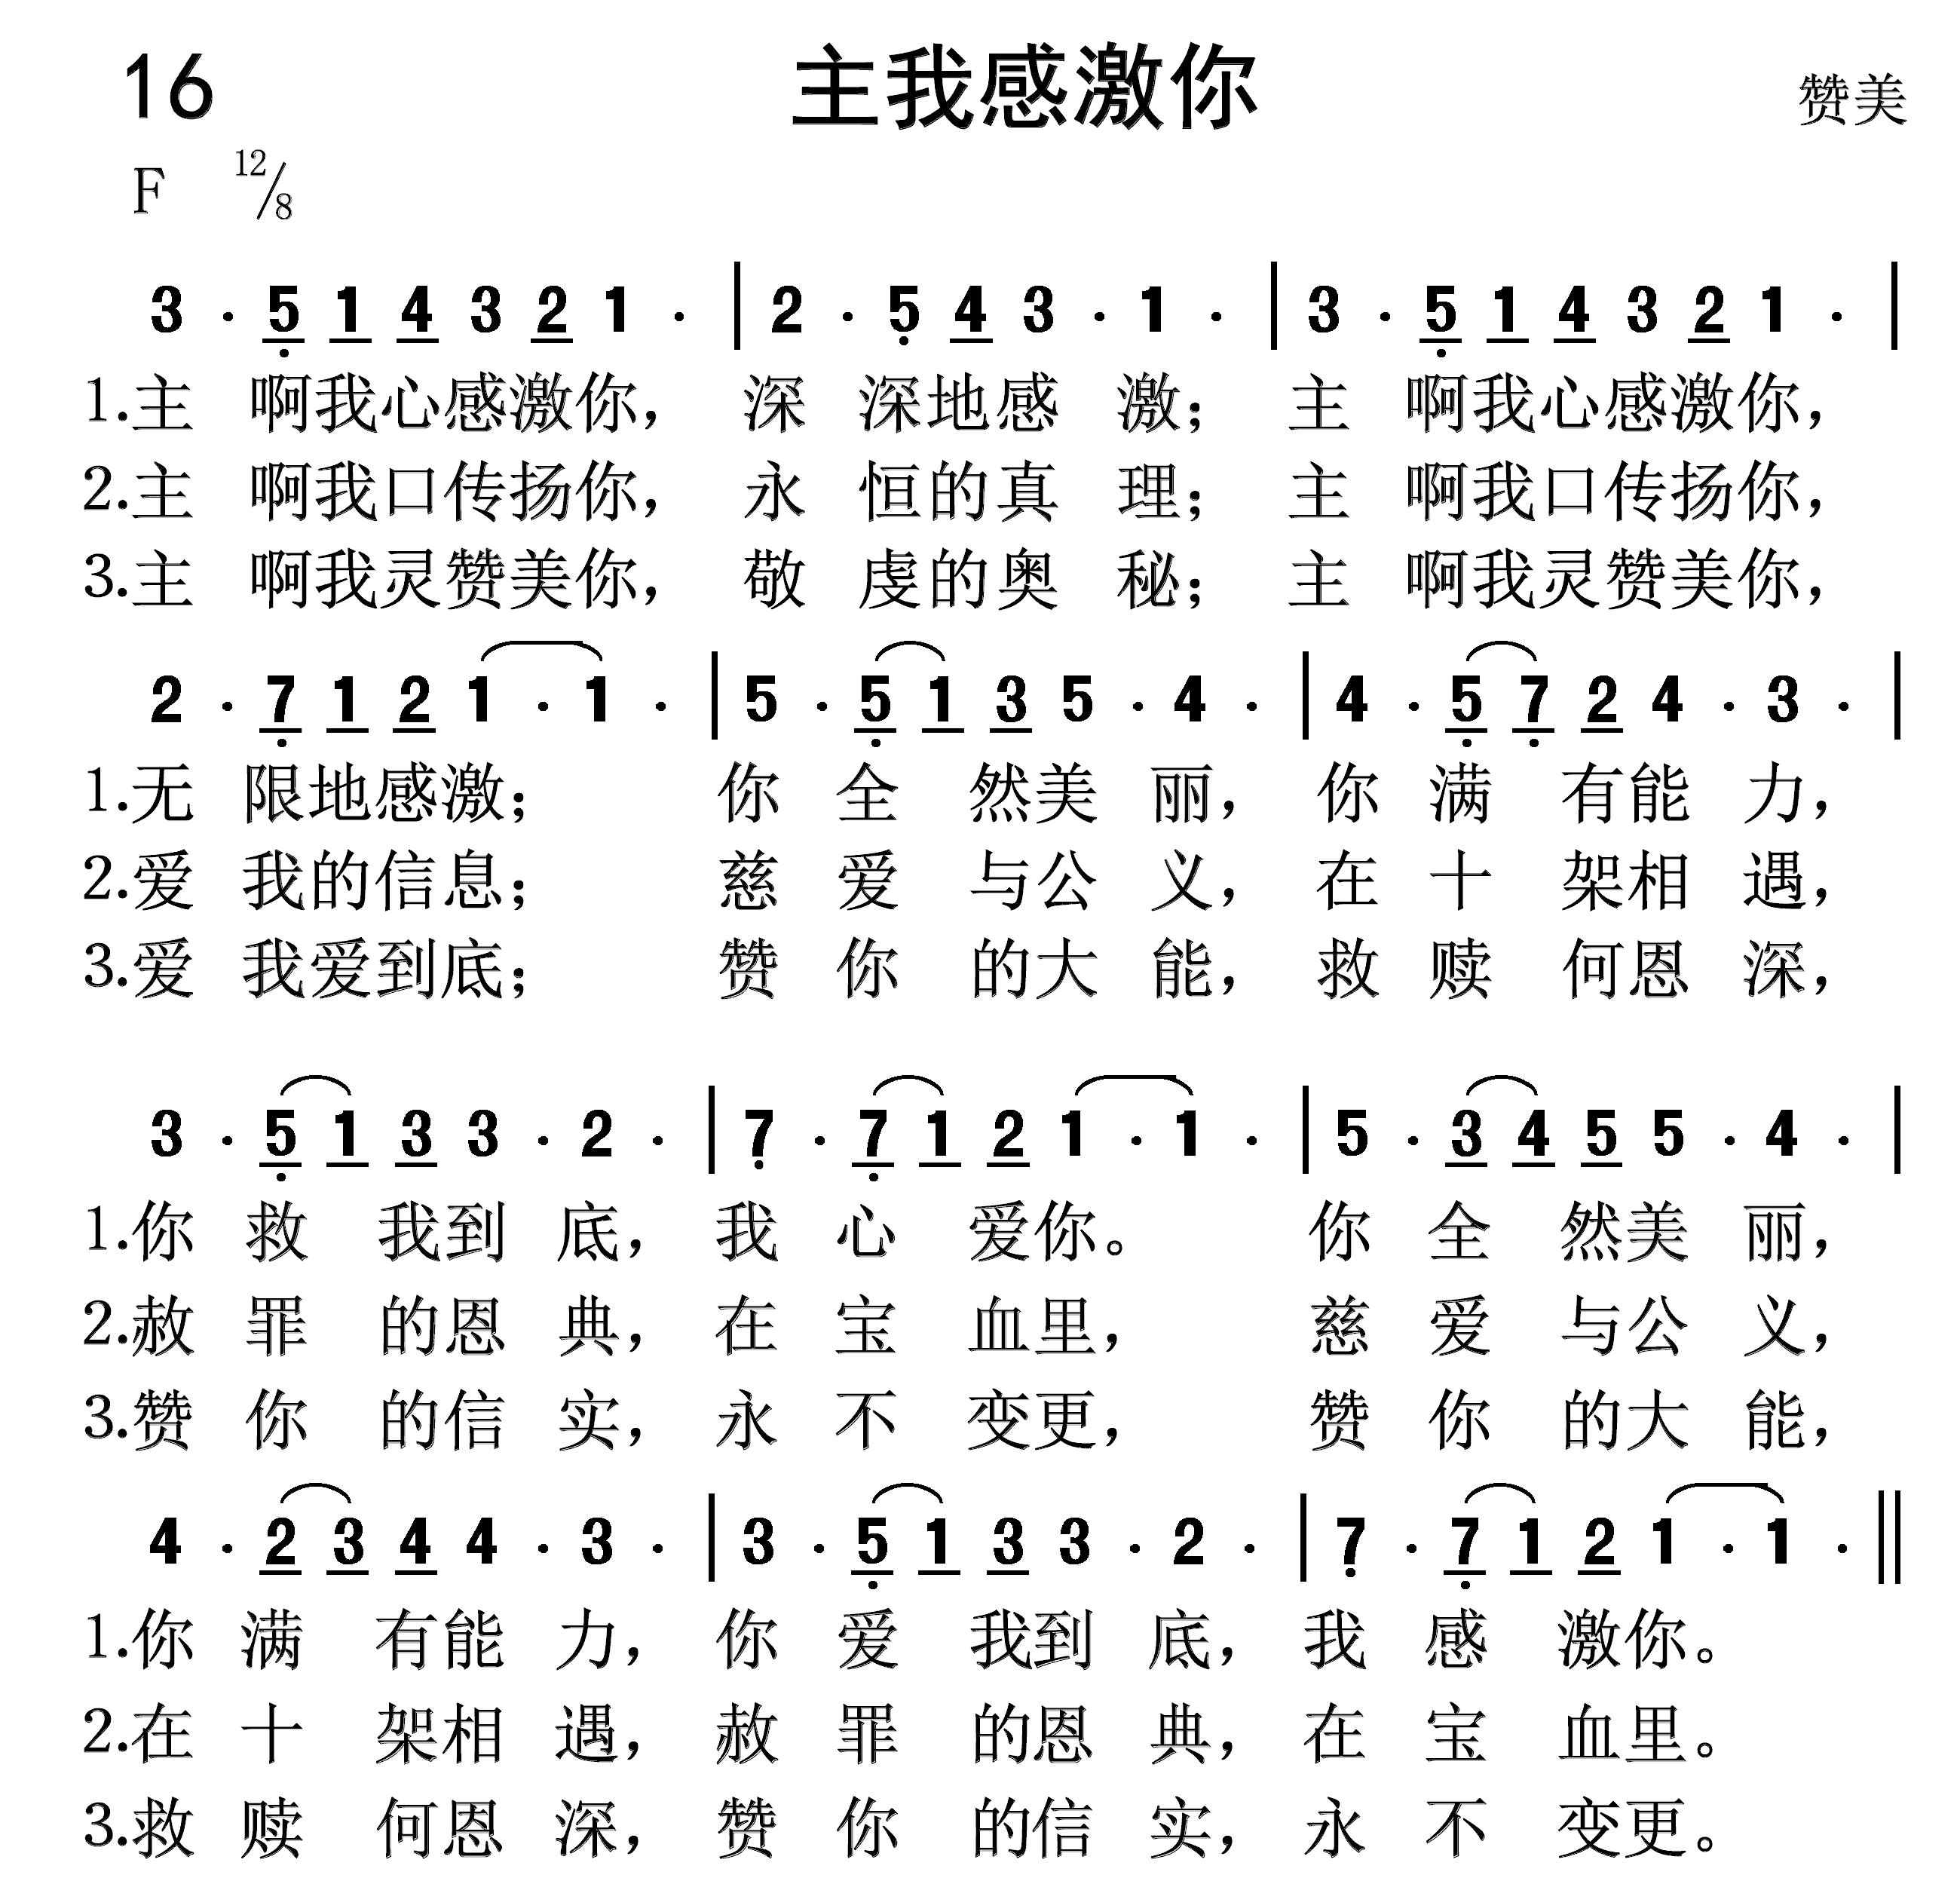 16 主我感激你 赞美
F 12/8
3 · 5 1 4 3 2 1 · | 2 · 5 4 3 · 1 · | 3 · 5 1 4 3 2 1 · |
1.主 啊我心感激你， 深 深地感 激； 主 啊我心感激你，
2.主 啊我口传扬你， 永 恒的真 理； 主 啊我口传扬你，
3.主 啊我灵赞美你， 敬 虔的奥 秘； 主 啊我灵赞美你，
2 · 7 1 2 1 · 1 · | 5 · 5 1 3 5 · 4 · | 4 · 5 7 2 4 · 3 · |
1.无 限地感激； 你 全 然美 丽， 你 满 有能 力，
2.爱 我的信息； 慈 爱 与公 义， 在 十 架相 遇，
3.爱 我爱到底； 赞 你 的大 能， 救 赎 何恩 深，
3 · 5 1 3 3 · 2 · | 7 · 7 1 2 1 · 1 · | 5 · 3 4 5 5 · 4 · |
1.你 救 我到 底， 我 心 爱你。 你 全 然美 丽，
2.赦 罪 的恩 典， 在 宝 血里， 慈 爱 与公 义，
3.赞 你 的信 实， 永 不 变更， 赞 你 的大 能，
4 · 2 3 4 4 · 3 · | 3 · 5 1 3 3 · 2 · | 7 · 7 1 2 1 · 1 · ||
1.你 满 有能 力， 你 爱 我到 底， 我 感 激你。
2.在 十 架相 遇， 赦 罪 的恩 典， 在 宝 血里。
3.救 赎 何恩 深， 赞 你 的信 实， 永 不 变更。